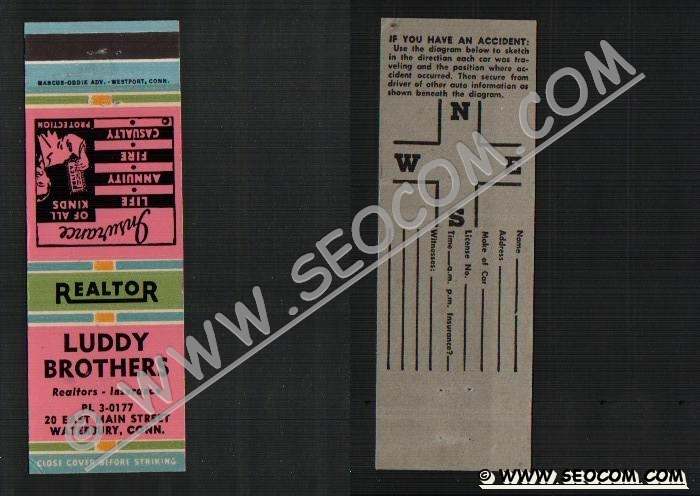 MARCUS-ODDIE ADV. - WESTPORT, CONN.
Insurance
OF ALL KINDS
PROTECTION
LIFE
ANNUITY
FIRE
CASUALTY
REALTOR
LUDDY
BROTHERS
Realtors - Insurance
PL 3-0177
20 EAST MAIN STREET
WATERBURY, CONN.
CLOSE COVER BEFORE STRIKING
IF YOU HAVE AN ACCIDENT:
Use the diagram below to sketch
in the direction each car was tra-
veling and the position where ac-
cident occurred. Then secure from
driver of other auto information as
shown beneath the diagram.
N
W E
S
Name
Address
Make of Car
License No.
Time a.m. p.m. Insurance?
Witnesses:
© WWW.SEOCOM.COM
© WWW.SEOCOM.COM
© WWW.SEOCOM.COM